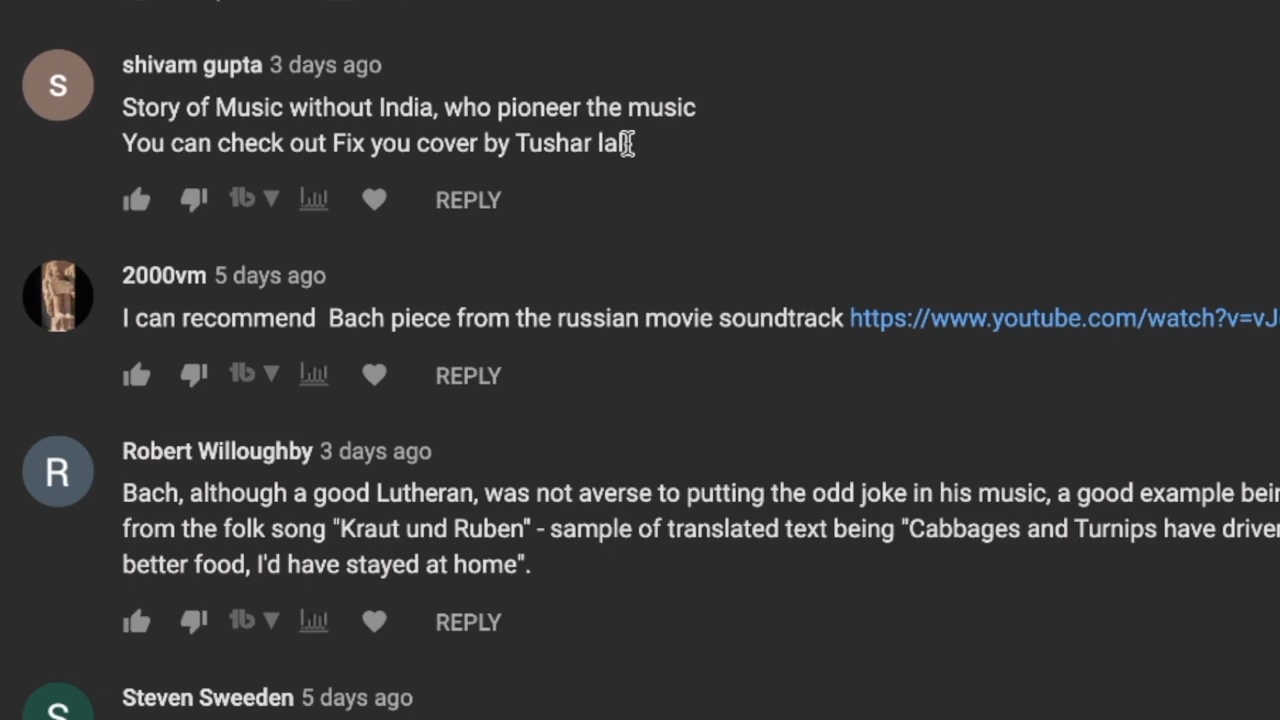 S
shivam gupta 3 days ago
Story of Music without India, who pioneer the music
You can check out Fix you cover by Tushar lall
REPLY
2000vm 5 days ago
I can recommend Bach piece from the russian movie soundtrack https://www.youtube.com/watch?v=vJ
REPLY
R
Robert Willoughby 3 days ago
Bach, although a good Lutheran, was not averse to putting the odd joke in his music, a good example
from the folk song "Kraut und Ruben" - sample of translated text being "Cabbages and Turnips have
better food, I'd have stayed at home".
REPLY
S
Steven Sweeden 5 days ago